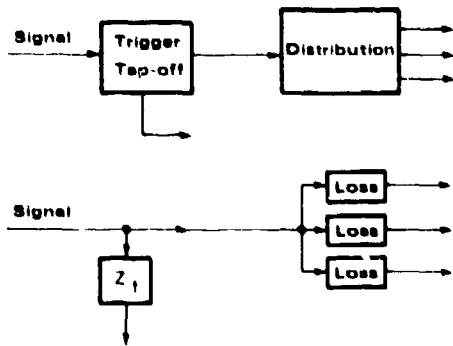 Signal
Trigger
Tap-off
Distribution
Signal
Loss
Loss
Loss
Z t